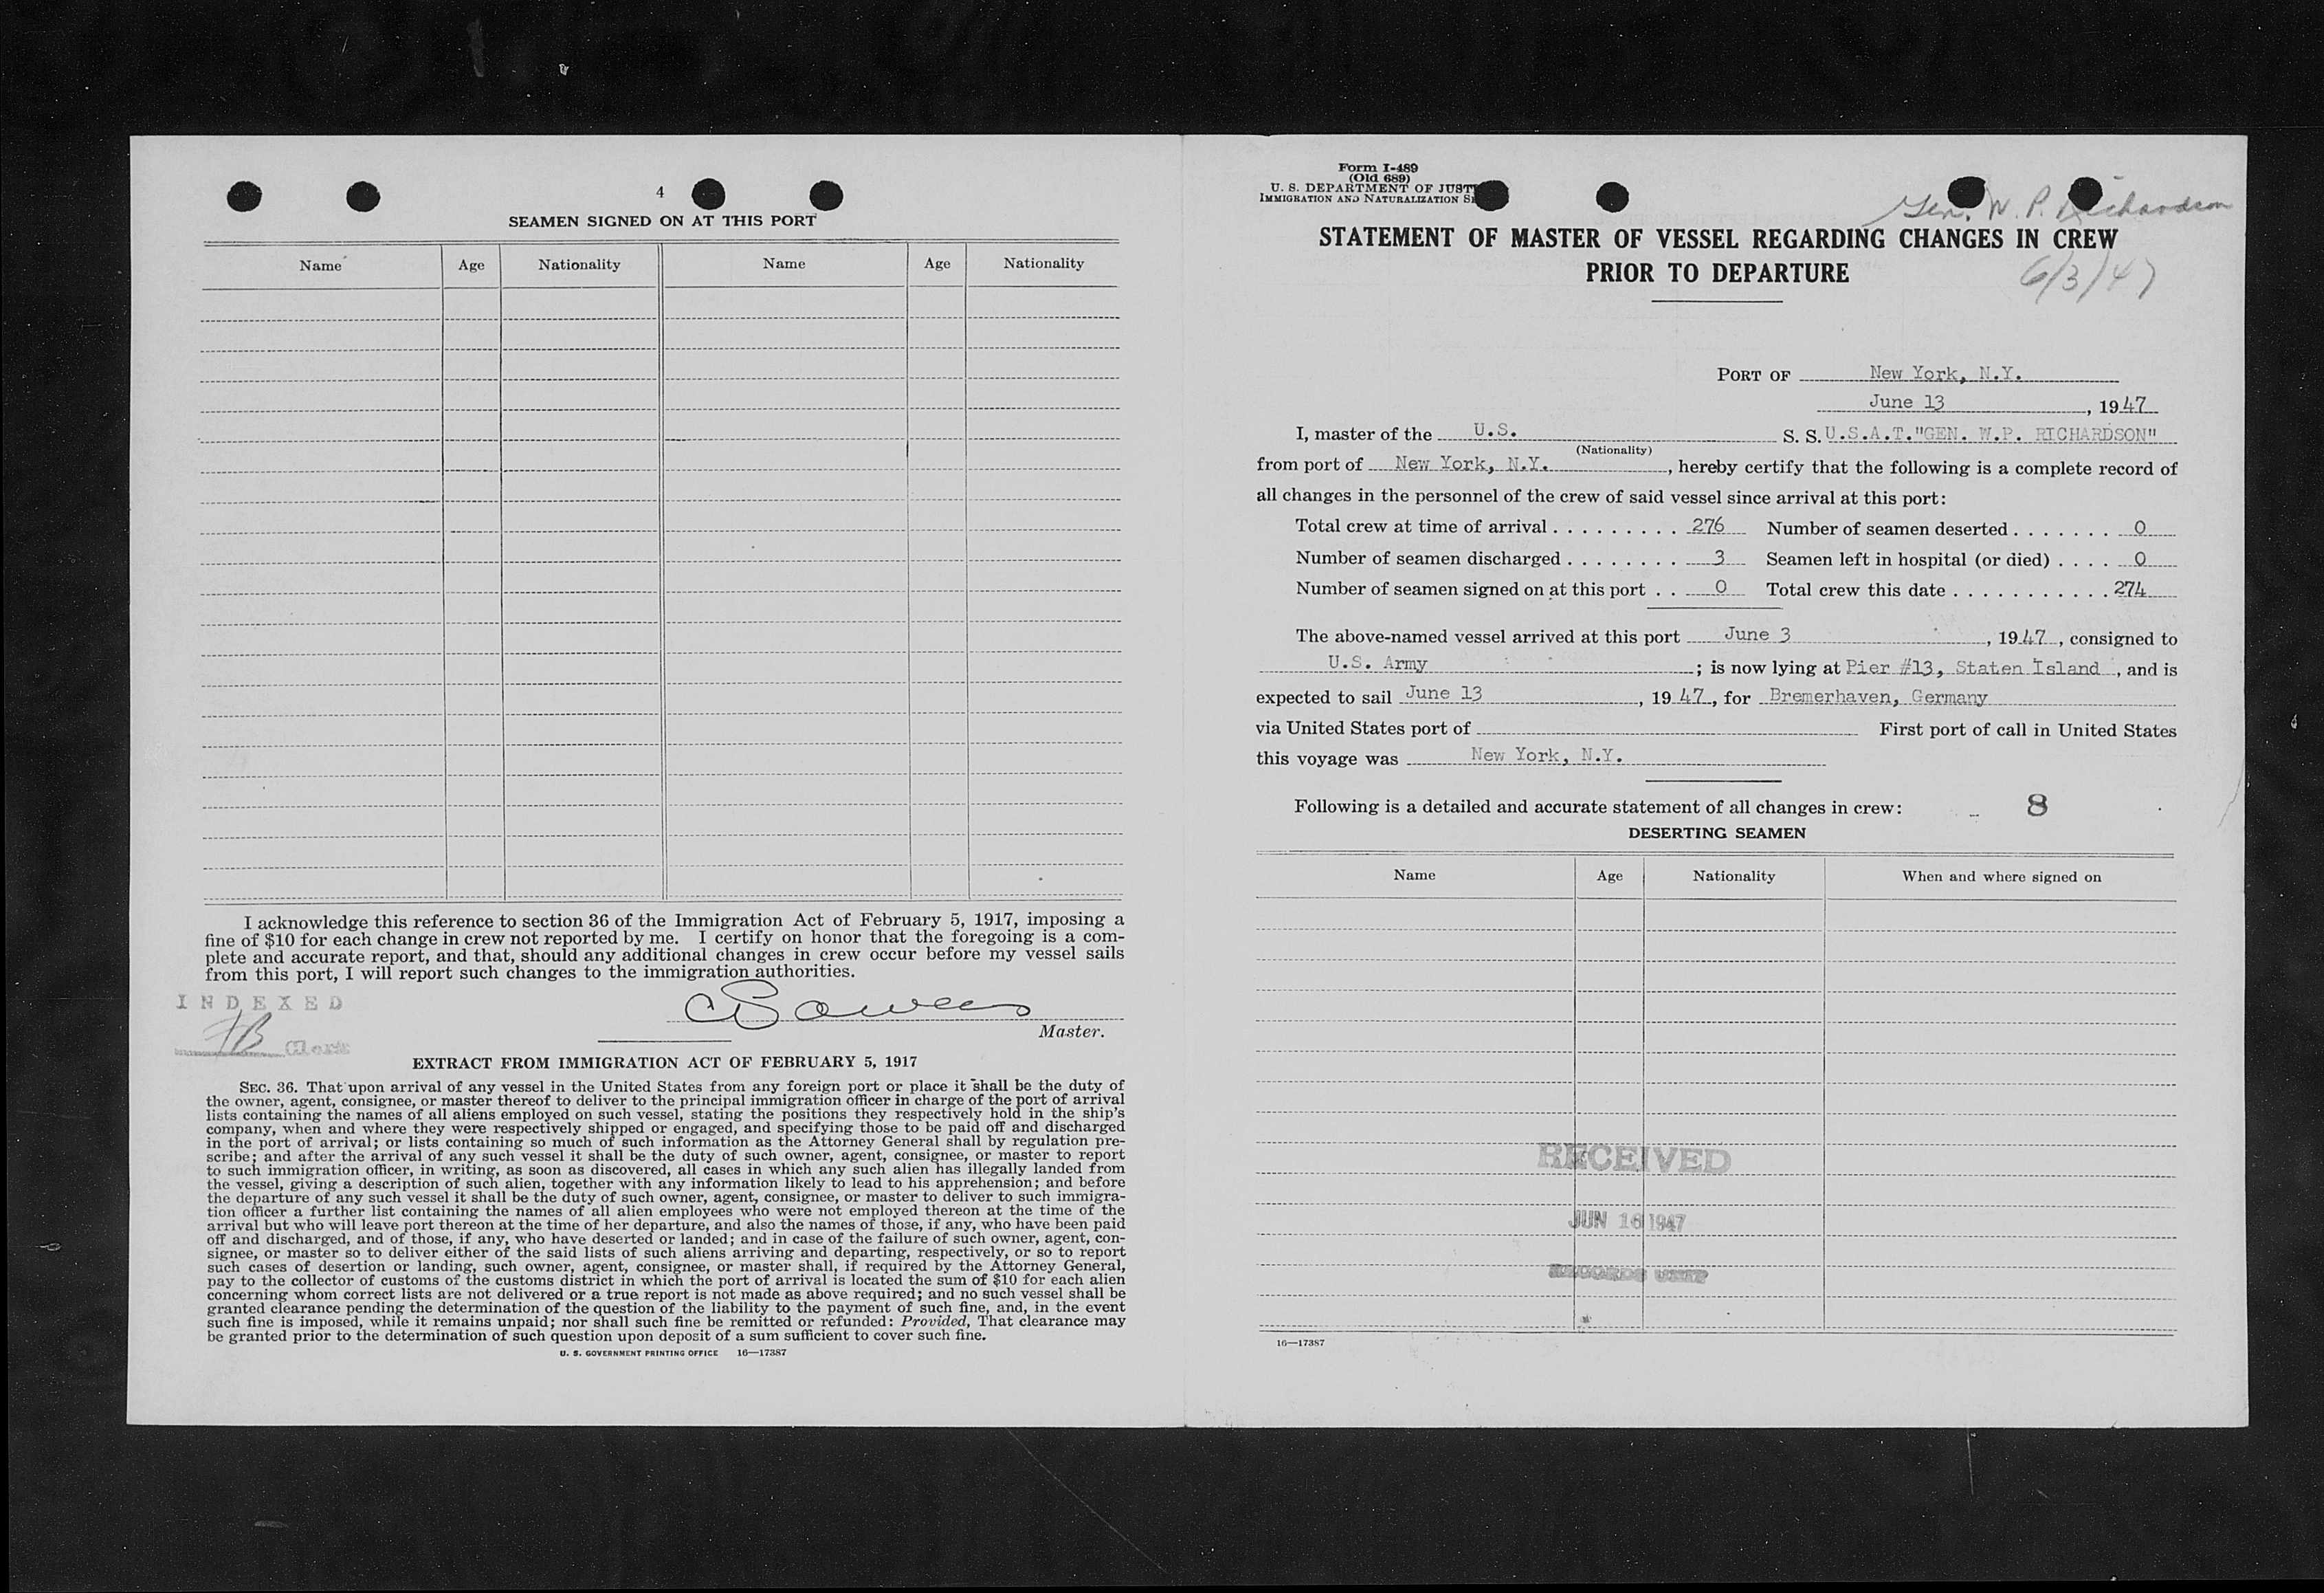 4
SEAMEN SIGNED ON AT THIS PORT
Name Age Nationality Name Age Nationality
I acknowledge this reference to section 36 of the Immigration Act of February 5, 1917, imposing a
fine of $10 for each change in crew not reported by me. I certify on honor that the foregoing is a com-
plete and accurate report, and that, should any additional changes in crew occur before my vessel sails
from this port, I will report such changes to the immigration authorities.
INDEXED
Clerk
Master.
EXTRACT FROM IMMIGRATION ACT OF FEBRUARY 5, 1917
SEC. 36. That upon arrival of any vessel in the United States from any foreign port or place it shall be the duty of
the owner, agent, consignee, or master thereof to deliver to the principal immigration officer in charge of the port of arrival
lists containing the names of all aliens employed on such vessel, stating the positions they respectively hold in the ship's
company, when and where they were respectively shipped or engaged, and specifying those to be paid off and discharged
in the port of arrival; or lists containing so much of such information as the Attorney General shall by regulation pre-
scribe; and after the arrival of any such vessel it shall be the duty of such owner, agent, consignee, or master to report
to such immigration officer, in writing, as soon as discovered, all cases in which any such alien has illegally landed from
the vessel, giving a description of such alien, together with any information likely to lead to his apprehension; and before
the departure of any such vessel it shall be the duty of such owner, agent, consignee, or master to deliver to such immigra-
tion officer a further list containing the names of all alien employees who were not employed thereon at the time of the
arrival but who will leave port thereon at the time of her departure, and also the names of those, if any, who have been paid
off and discharged, and of those, if any, who have deserted or landed; and in case of the failure of such owner, agent, con-
signee, or master so to deliver either of the said lists of such aliens arriving and departing, respectively, or so to report
such cases of desertion or landing, such owner, agent, consignee, or master shall, if required by the Attorney General,
pay to the collector of customs of the customs district in which the port of arrival is located the sum of $10 for each alien
concerning whom correct lists are not delivered or a true report is not made as above required; and no such vessel shall be
granted clearance pending the determination of the question of the liability to the payment of such fine, and, in the event
such fine is imposed, while it remains unpaid; nor shall such fine be remitted or refunded: Provided, That clearance may
be granted prior to the determination of such question upon deposit of a sum sufficient to cover such fine.
U. S. GOVERNMENT PRINTING OFFICE 16—17387
Form I-489
(Old 689)
U. S. DEPARTMENT OF JUST
IMMIGRATION AND NATURALIZATION S
Gen. W. P. Richardson
STATEMENT OF MASTER OF VESSEL REGARDING CHANGES IN CREW
PRIOR TO DEPARTURE
6/3/47
PORT OF New York, N.Y.
June 13, 1947
I, master of the U.S. S. S. U.S.A.T."GEN. W.P. RICHARDSON"
(Nationality)
from port of New York, N.Y., hereby certify that the following is a complete record of
all changes in the personnel of the crew of said vessel since arrival at this port:
Total crew at time of arrival . . . . . . . . . 276 Number of seamen deserted . . . . . . . 0
Number of seamen discharged . . . . . . . . 3 Seamen left in hospital (or died) . . . . 0
Number of seamen signed on at this port . . 0 Total crew this date . . . . . . . . . . . 274
The above-named vessel arrived at this port June 3, 1947, consigned to
U.S. Army; is now lying at Pier #13, Staten Island, and is
expected to sail June 13, 1947, for Bremerhaven, Germany
via United States port of First port of call in United States
this voyage was New York, N.Y.
Following is a detailed and accurate statement of all changes in crew: 8
DESERTING SEAMEN
Name Age Nationality When and where signed on
RECEIVED
JUN 16 1947
RECORDS UNIT
16—17387